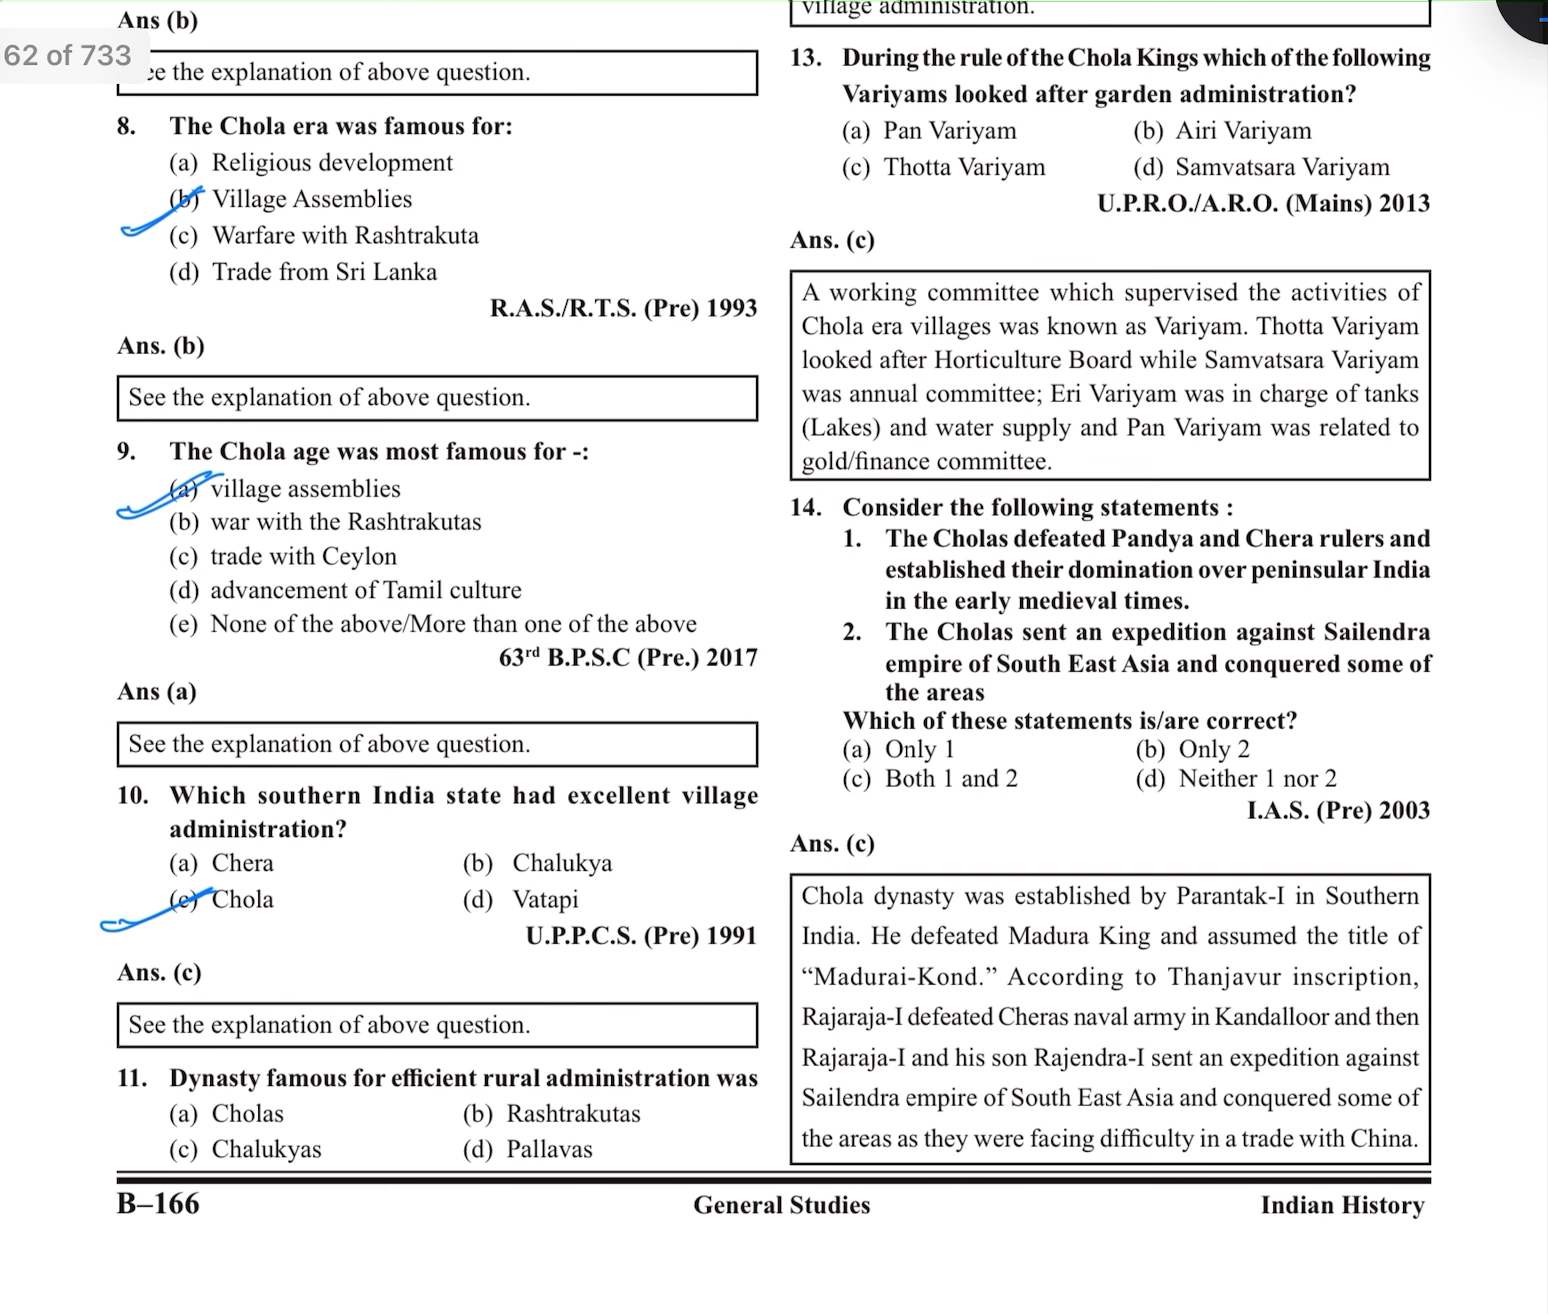 Ans (b)
62 of 733
ee the explanation of above question.
8. The Chola era was famous for:
(a) Religious development
(b) Village Assemblies
(c) Warfare with Rashtrakuta
(d) Trade from Sri Lanka
R.A.S./R.T.S. (Pre) 1993
Ans. (b)
See the explanation of above question.
9. The Chola age was most famous for -:
(a) village assemblies
(b) war with the Rashtrakutas
(c) trade with Ceylon
(d) advancement of Tamil culture
(e) None of the above/More than one of the above
63rd B.P.S.C (Pre.) 2017
Ans (a)
See the explanation of above question.
10. Which southern India state had excellent village
administration?
(a) Chera (b) Chalukya
(c) Chola (d) Vatapi
U.P.P.C.S. (Pre) 1991
Ans. (c)
See the explanation of above question.
11. Dynasty famous for efficient rural administration was
(a) Cholas (b) Rashtrakutas
(c) Chalukyas (d) Pallavas
village administration.
13. During the rule of the Chola Kings which of the following
Variyams looked after garden administration?
(a) Pan Variyam (b) Airi Variyam
(c) Thotta Variyam (d) Samvatsara Variyam
U.P.R.O./A.R.O. (Mains) 2013
Ans. (c)
A working committee which supervised the activities of
Chola era villages was known as Variyam. Thotta Variyam
looked after Horticulture Board while Samvatsara Variyam
was annual committee; Eri Variyam was in charge of tanks
(Lakes) and water supply and Pan Variyam was related to
gold/finance committee.
14. Consider the following statements :
1. The Cholas defeated Pandya and Chera rulers and
established their domination over peninsular India
in the early medieval times.
2. The Cholas sent an expedition against Sailendra
empire of South East Asia and conquered some of
the areas
Which of these statements is/are correct?
(a) Only 1 (b) Only 2
(c) Both 1 and 2 (d) Neither 1 nor 2
I.A.S. (Pre) 2003
Ans. (c)
Chola dynasty was established by Parantak-I in Southern
India. He defeated Madura King and assumed the title of
“Madurai-Kond.” According to Thanjavur inscription,
Rajaraja-I defeated Cheras naval army in Kandalloor and then
Rajaraja-I and his son Rajendra-I sent an expedition against
Sailendra empire of South East Asia and conquered some of
the areas as they were facing difficulty in a trade with China.
B–166 General Studies Indian History